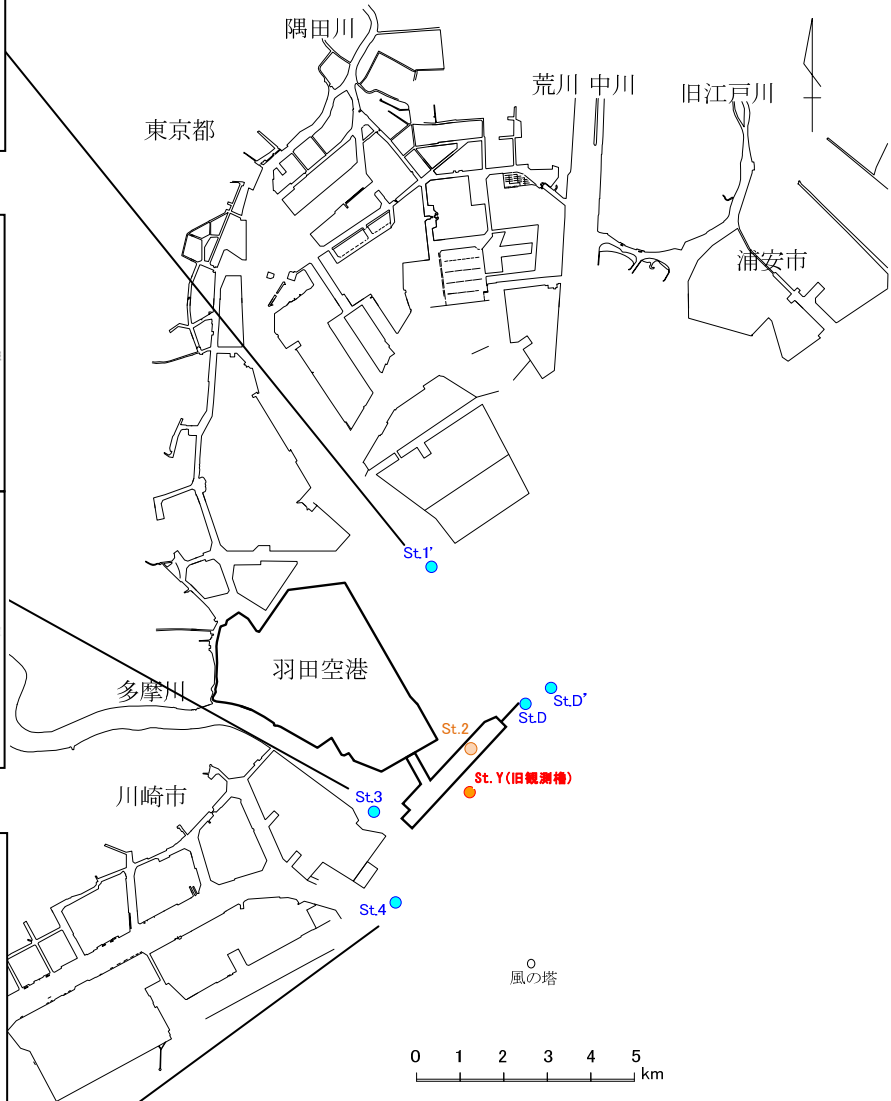 隅田川
荒川 中川
旧江戸川
東京都
浦安市
St.1'
羽田空港
多摩川
St.D'
St.D
St.2
St.Y(旧観測櫓)
川崎市
St.3
St.4
風の塔
0 1 2 3 4 5
km